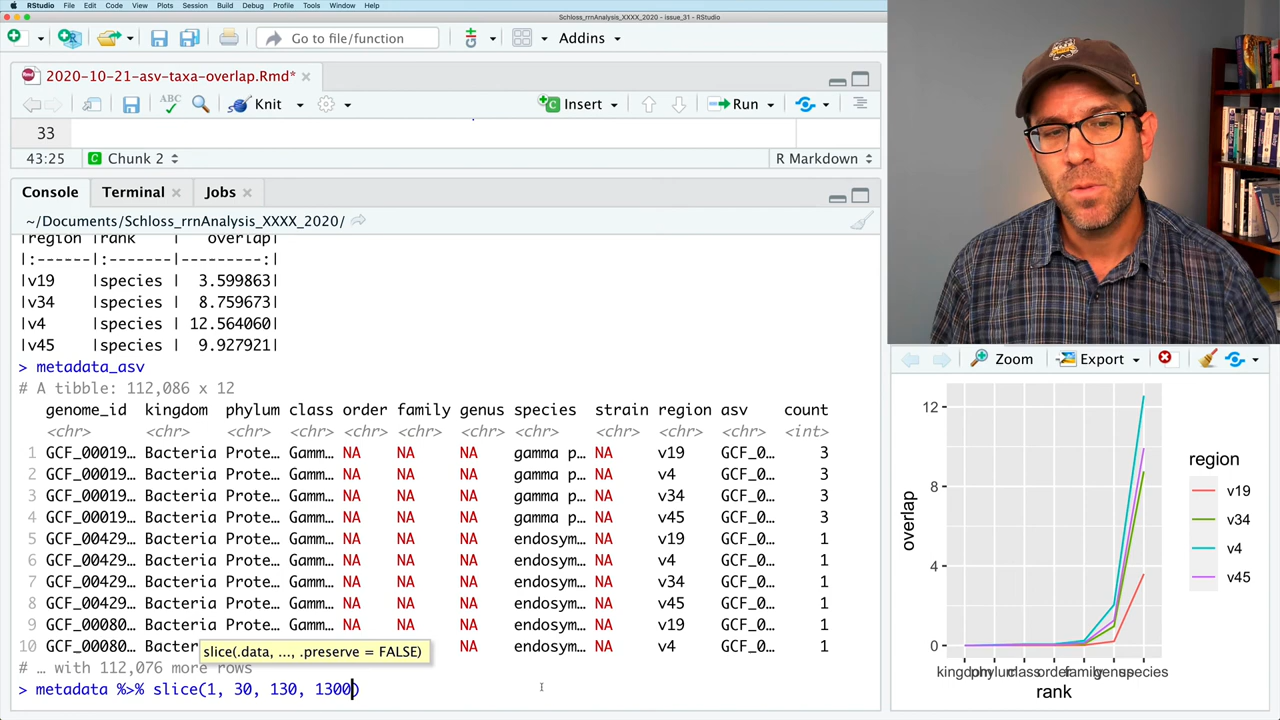 RStudio File Edit Code View Plots Session Build Debug Profile Tools Window Help
Schloss_rrnAnalysis_XXXX_2020 - issue_31 - RStudio
Go to file/function Addins
2020-10-21-asv-taxa-overlap.Rmd*
ABC Knit Insert Run
33
43:25 Chunk 2 R Markdown
Console Terminal Jobs
~/Documents/Schloss_rrnAnalysis_XXXX_2020/
|region |rank | overlap|
|:------|:-------|---------:|
|v19 |species | 3.599863|
|v34 |species | 8.759673|
|v4 |species | 12.564060|
|v45 |species | 9.927921|
> metadata_asv
# A tibble: 112,086 x 12
genome_id kingdom phylum class order family genus species strain region asv count
<chr> <chr> <chr> <chr> <chr> <chr> <chr> <chr> <chr> <chr> <chr> <int>
1 GCF_00019… Bacteria Prote… Gamm… NA NA NA gamma p… NA v19 GCF_0… 3
2 GCF_00019… Bacteria Prote… Gamm… NA NA NA gamma p… NA v4 GCF_0… 3
3 GCF_00019… Bacteria Prote… Gamm… NA NA NA gamma p… NA v34 GCF_0… 3
4 GCF_00019… Bacteria Prote… Gamm… NA NA NA gamma p… NA v45 GCF_0… 3
5 GCF_00429… Bacteria Prote… Gamm… NA NA NA endosym… NA v19 GCF_0… 1
6 GCF_00429… Bacteria Prote… Gamm… NA NA NA endosym… NA v4 GCF_0… 1
7 GCF_00429… Bacteria Prote… Gamm… NA NA NA endosym… NA v34 GCF_0… 1
8 GCF_00429… Bacteria Prote… Gamm… NA NA NA endosym… NA v45 GCF_0… 1
9 GCF_00080… Bacteria Prote… Gamm… NA NA NA endosym… NA v19 GCF_0… 1
10 GCF_00080… NA endosym… NA v4 GCF_0… 1
slice(.data, ..., .preserve = FALSE)
# … with 112,076 more rows
> metadata %>% slice(1, 30, 130, 1300)
Zoom Export
12
8
4
0
overlap
kingdom phylum class order family genus species
rank
region
v19
v34
v4
v45